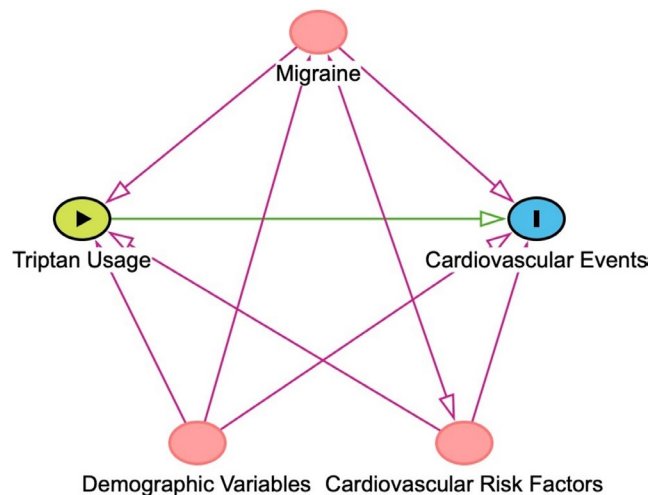 Migraine
Triptan Usage
Cardiovascular Events
Demographic Variables
Cardiovascular Risk Factors